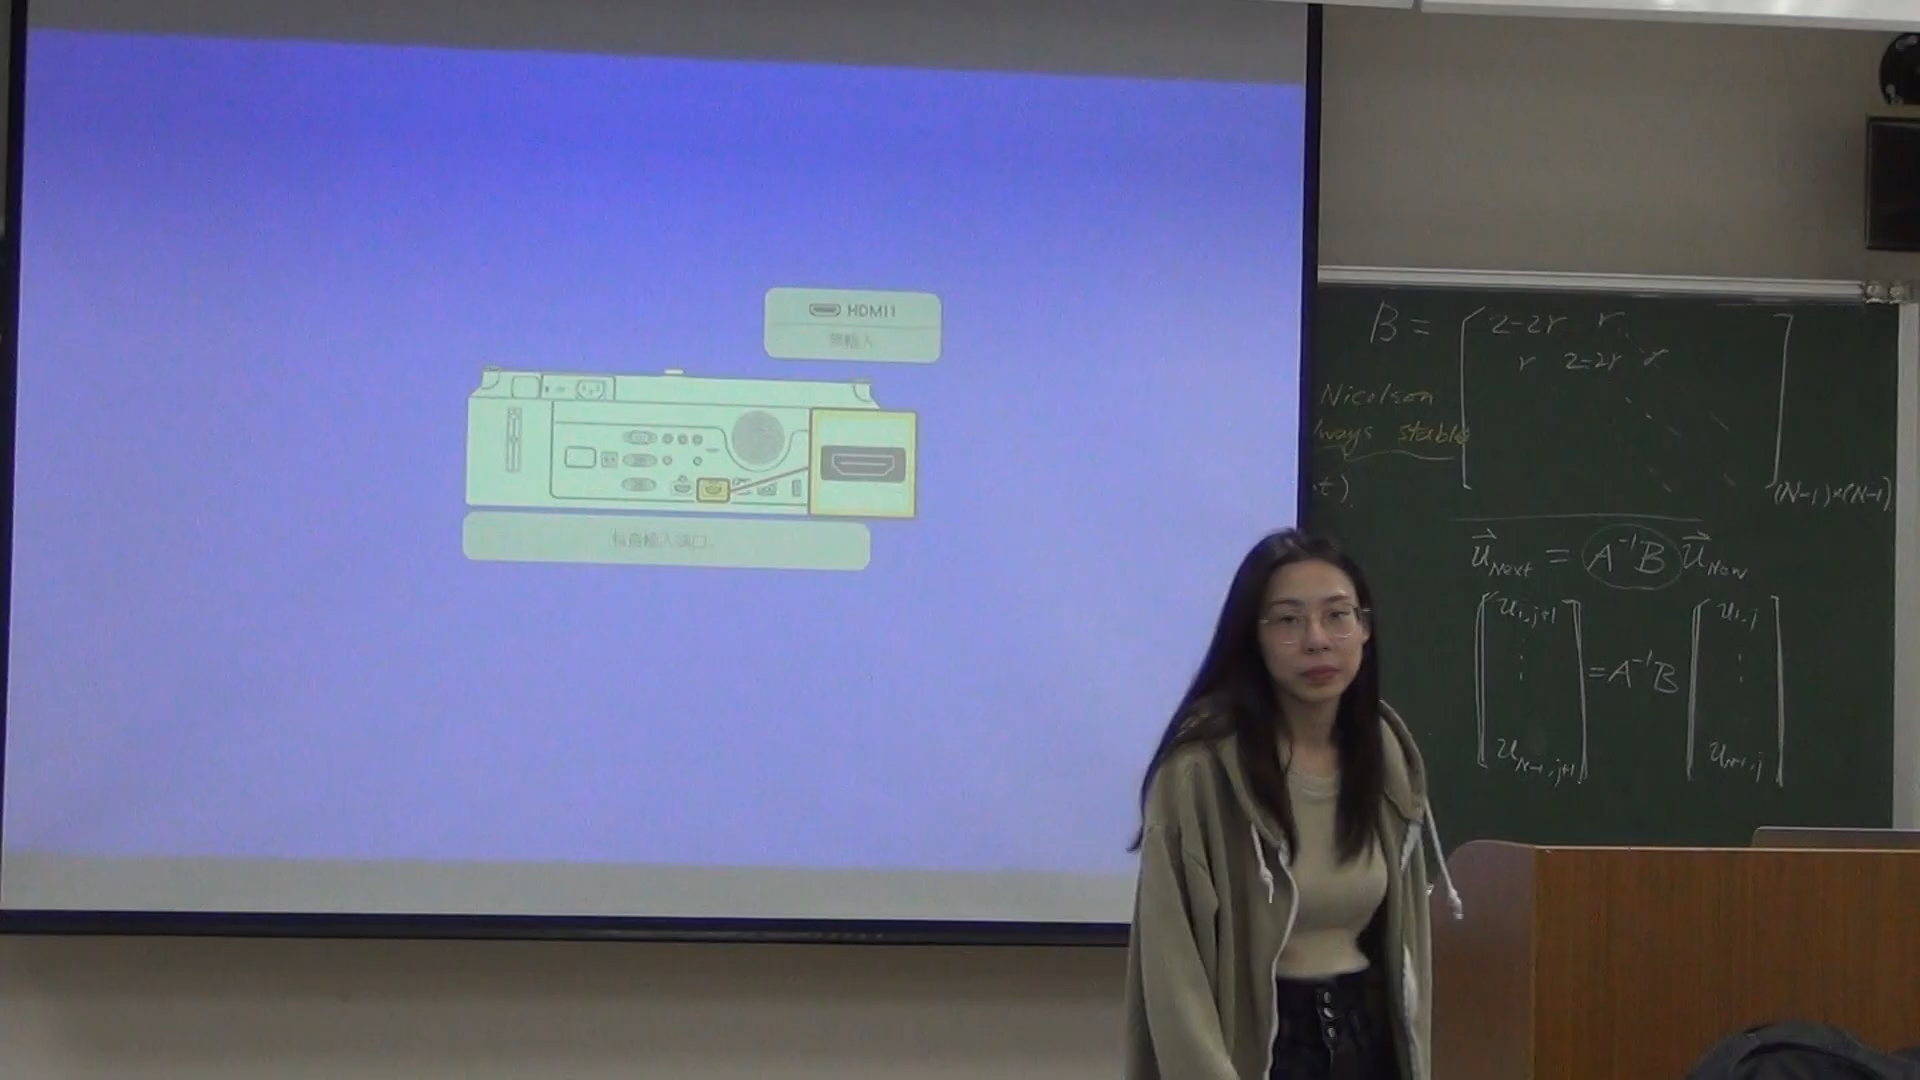 HDMI1
無輸入
檢查輸入端口。
B = [ 2-2r r
r 2-2r r
Nicolson
ways stable
.t)
(N-1)×(N-1)
u⃗Next = A⁻¹B u⃗Now
[ u1,j+1 ⋮ uN-1,j+1 ] = A⁻¹B [ u1,j ⋮ uN-1,j ]